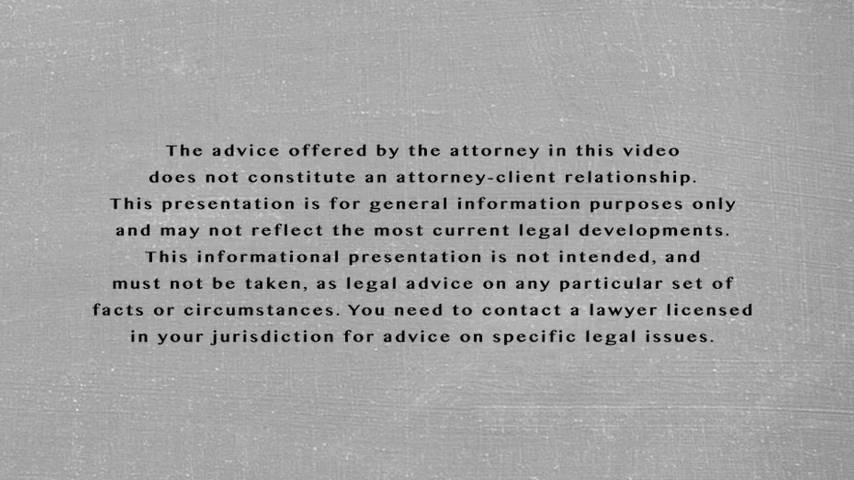 The advice offered by the attorney in this video
does not constitute an attorney-client relationship.
This presentation is for general information purposes only
and may not reflect the most current legal developments.
This informational presentation is not intended, and
must not be taken, as legal advice on any particular set of
facts or circumstances. You need to contact a lawyer licensed
in your jurisdiction for advice on specific legal issues.